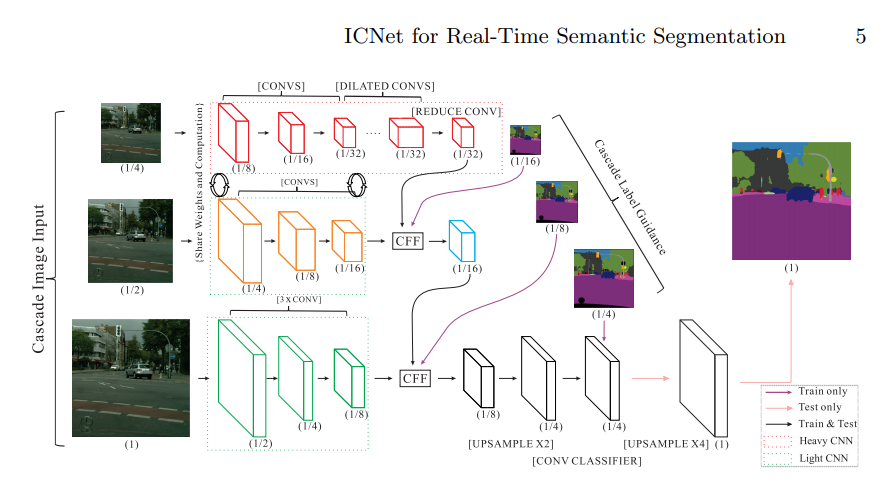 ICNet for Real-Time Semantic Segmentation 5
[CONVS] [DILATED CONVS]
[REDUCE CONV]
(1/4) (1/8) (1/16) (1/32) (1/32) (1/32) (1/16)
{Share Weights and Computation}
Cascade Label Guidance
Cascade Image Input
[CONVS]
CFF
(1/2) (1/4) (1/8) (1/16) (1/16) (1/8)
(1)
[3 X CONV]
(1/4)
CFF
(1) (1/2) (1/4) (1/8) (1/8) (1/4) (1/4) (1)
[UPSAMPLE X2] [UPSAMPLE X4]
[CONV CLASSIFIER]
Train only
Test only
Train & Test
Heavy CNN
Light CNN